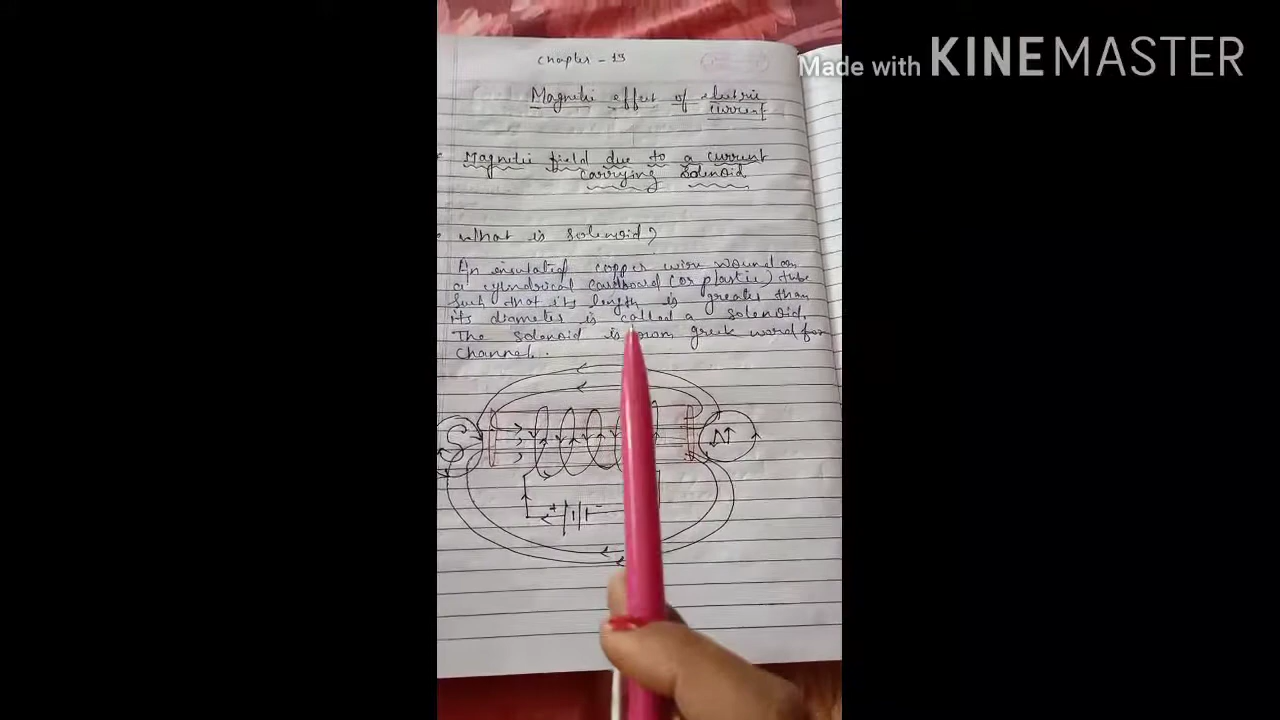 Chapter - 13
Made with KINEMASTER
Magnetic effect of electric
current
Magnetic field due to a current
carrying Solenoid
What is solenoid?
An insulated copper wire wound on
a cylindrical cardboard (or plastic) tube
Such that its length is greater than
its diameter is called a solenoid.
The solenoid is from greek word for
channel.
S
N
+ -